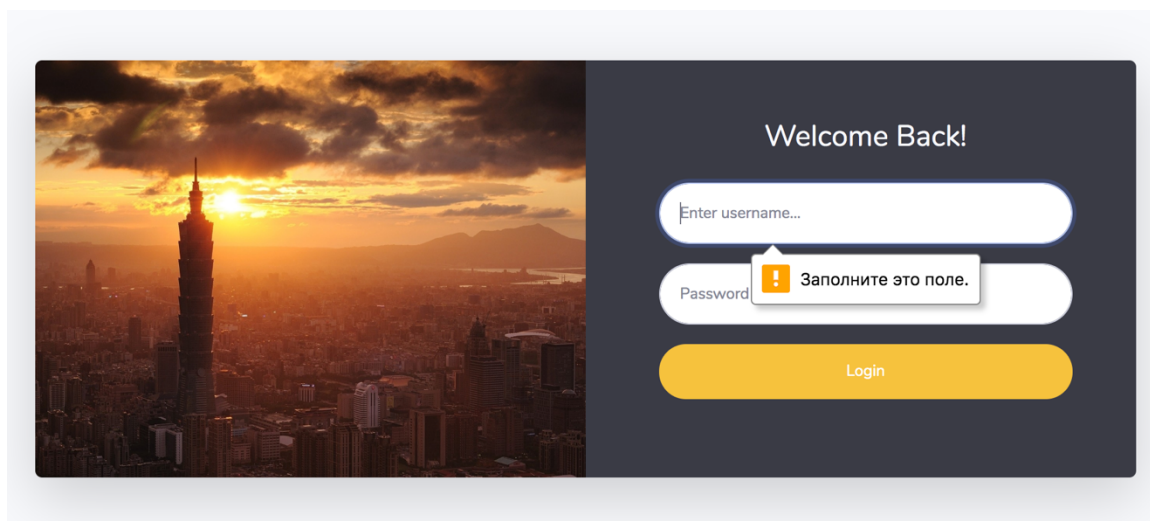 Welcome Back!
Enter username...
Заполните это поле.
Password
Login